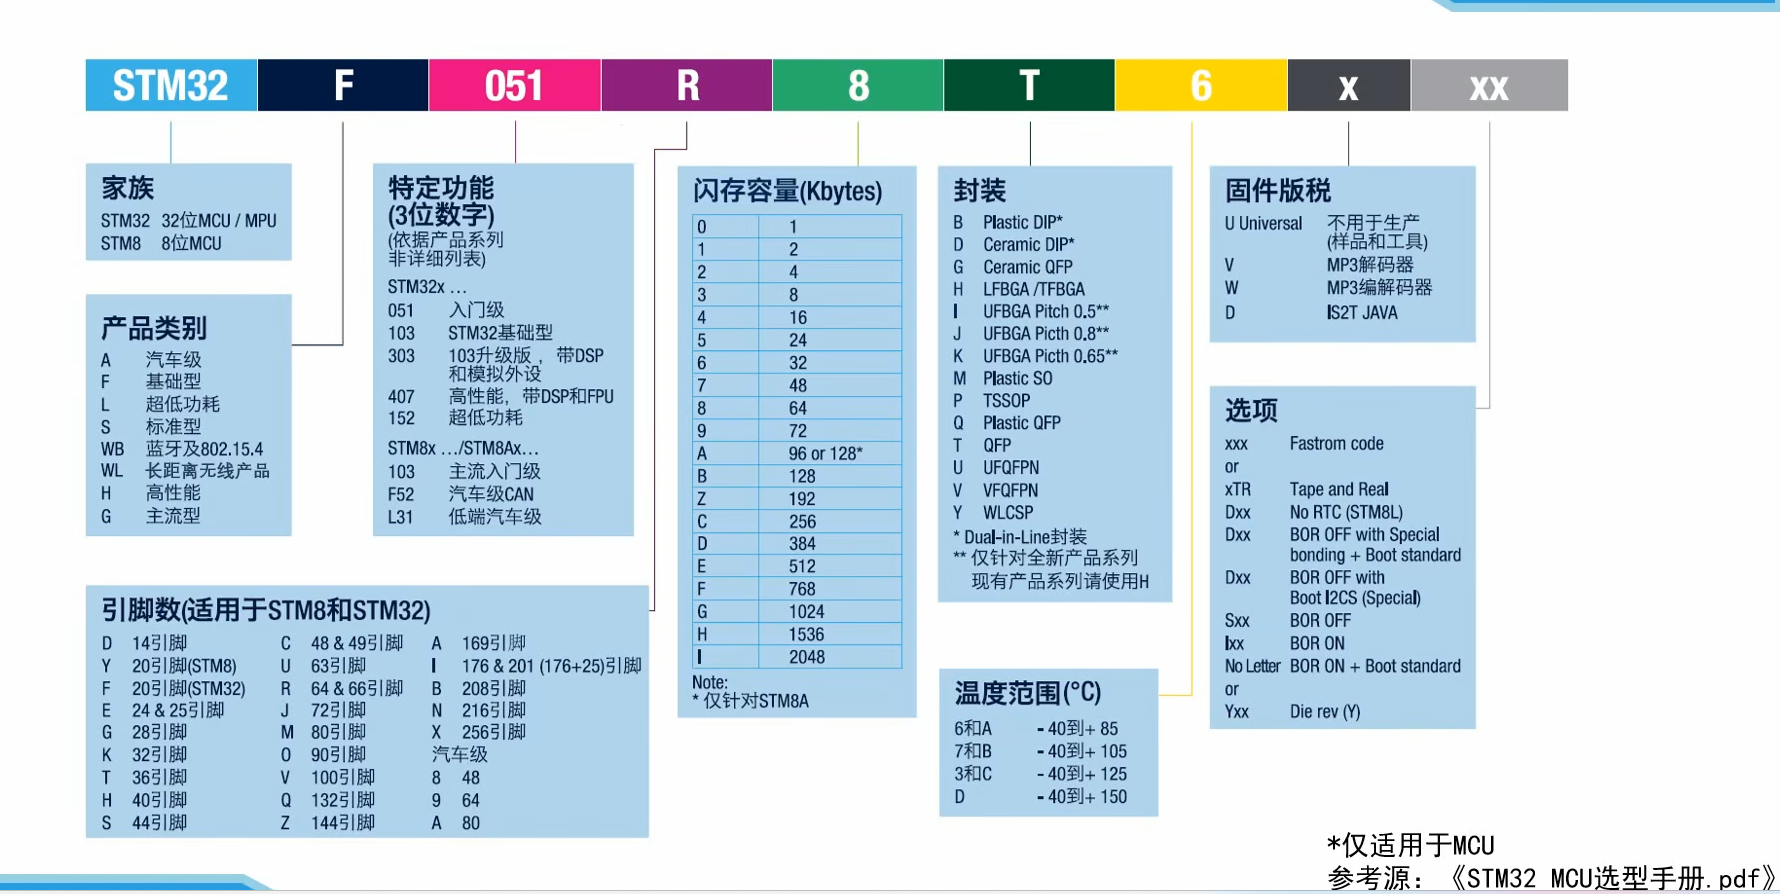 STM32 F 051 R 8 T 6 x xx
家族
STM32 32位MCU / MPU
STM8 8位MCU
产品类别
A 汽车级
F 基础型
L 超低功耗
S 标准型
WB 蓝牙及802.15.4
WL 长距离无线产品
H 高性能
G 主流型
特定功能
(3位数字)
(依据产品系列
非详细列表)
STM32x ...
051 入门级
103 STM32基础型
303 103升级版，带DSP
和模拟外设
407 高性能，带DSP和FPU
152 超低功耗
STM8x .../STM8Ax...
103 主流入门级
F52 汽车级CAN
L31 低端汽车级
引脚数(适用于STM8和STM32)
D 14引脚 C 48 & 49引脚 A 169引脚
Y 20引脚(STM8) U 63引脚 I 176 & 201 (176+25)引脚
F 20引脚(STM32) R 64 & 66引脚 B 208引脚
E 24 & 25引脚 J 72引脚 N 216引脚
G 28引脚 M 80引脚 X 256引脚
K 32引脚 O 90引脚 汽车级
T 36引脚 V 100引脚 8 48
H 40引脚 Q 132引脚 9 64
S 44引脚 Z 144引脚 A 80
闪存容量(Kbytes)
0 1
1 2
2 4
3 8
4 16
5 24
6 32
7 48
8 64
9 72
A 96 or 128*
B 128
Z 192
C 256
D 384
E 512
F 768
G 1024
H 1536
I 2048
Note:
* 仅针对STM8A
封装
B Plastic DIP*
D Ceramic DIP*
G Ceramic QFP
H LFBGA /TFBGA
I UFBGA Pitch 0.5**
J UFBGA Picth 0.8**
K UFBGA Picth 0.65**
M Plastic SO
P TSSOP
Q Plastic QFP
T QFP
U UFQFPN
V VFQFPN
Y WLCSP
* Dual-in-Line封装
** 仅针对全新产品系列
现有产品系列请使用H
温度范围(°C)
6和A - 40到+ 85
7和B - 40到+ 105
3和C - 40到+ 125
D - 40到+ 150
固件版税
U Universal 不用于生产
(样品和工具)
V MP3解码器
W MP3编解码器
D IS2T JAVA
选项
xxx Fastrom code
or
xTR Tape and Real
Dxx No RTC (STM8L)
Dxx BOR OFF with Special
bonding + Boot standard
Dxx BOR OFF with
Boot I2CS (Special)
Sxx BOR OFF
Ixx BOR ON
No Letter BOR ON + Boot standard
or
Yxx Die rev (Y)
*仅适用于MCU
参考源：《STM32 MCU选型手册.pdf》